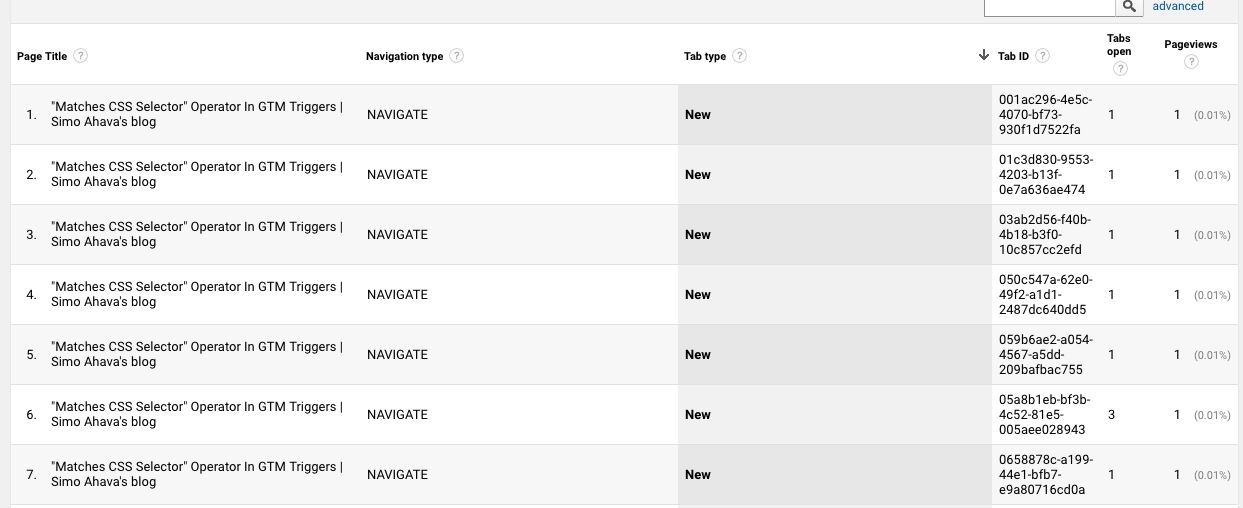 advanced
Page Title ?
Navigation type ?
Tab type ?
Tab ID ?
Tabs
open
?
Pageviews
?
1.
"Matches CSS Selector" Operator In GTM Triggers |
Simo Ahava's blog
NAVIGATE
New
001ac296-4e5c-
4070-bf73-
930f1d7522fa
1
1 (0.01%)
2.
"Matches CSS Selector" Operator In GTM Triggers |
Simo Ahava's blog
NAVIGATE
New
01c3d830-9553-
4203-b13f-
0e7a636ae474
1
1 (0.01%)
3.
"Matches CSS Selector" Operator In GTM Triggers |
Simo Ahava's blog
NAVIGATE
New
03ab2d56-f40b-
4b18-b3f0-
10c857cc2efd
1
1 (0.01%)
4.
"Matches CSS Selector" Operator In GTM Triggers |
Simo Ahava's blog
NAVIGATE
New
050c547a-62e0-
49f2-a1d1-
2487dc640dd5
1
1 (0.01%)
5.
"Matches CSS Selector" Operator In GTM Triggers |
Simo Ahava's blog
NAVIGATE
New
059b6ae2-a054-
4567-a5dd-
209bafbac755
1
1 (0.01%)
6.
"Matches CSS Selector" Operator In GTM Triggers |
Simo Ahava's blog
NAVIGATE
New
05a8b1eb-bf3b-
4c52-81e5-
005aee028943
3
1 (0.01%)
7.
"Matches CSS Selector" Operator In GTM Triggers |
Simo Ahava's blog
NAVIGATE
New
0658878c-a199-
44e1-bfb7-
e9a80716cd0a
1
1 (0.01%)